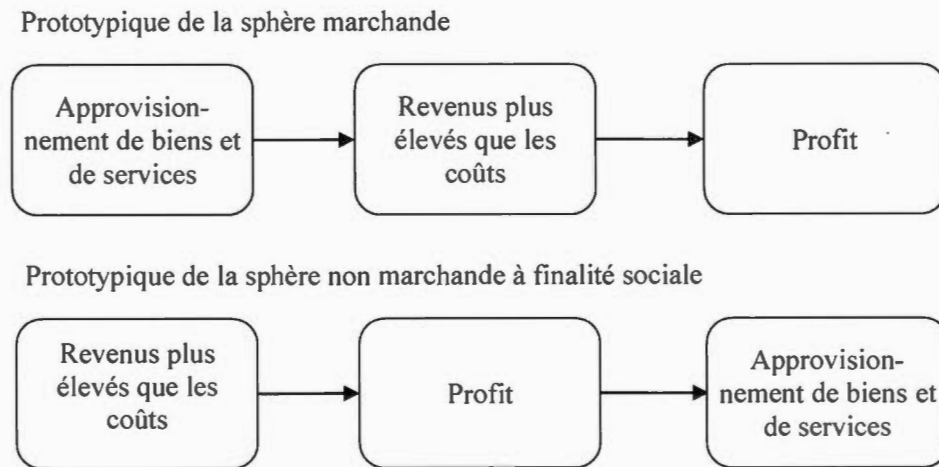 Prototypique de la sphère marchande
Approvision-
nement de biens et
de services
Revenus plus
élevés que les
coûts
Profit
Prototypique de la sphère non marchande à finalité sociale
Revenus plus
élevés que les
coûts
Profit
Approvision-
nement de biens et
de services